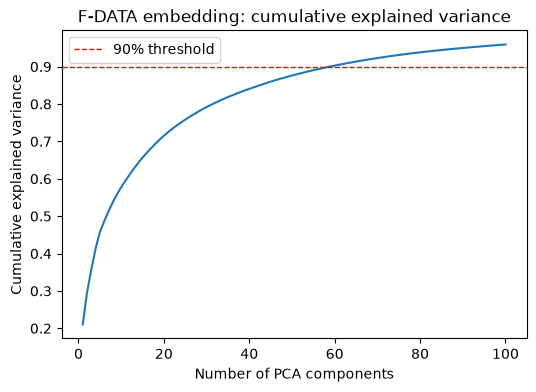 F-DATA embedding: cumulative explained variance
90% threshold
Cumulative explained variance
0.9
0.8
0.7
0.6
0.5
0.4
0.3
0.2
0 20 40 60 80 100
Number of PCA components